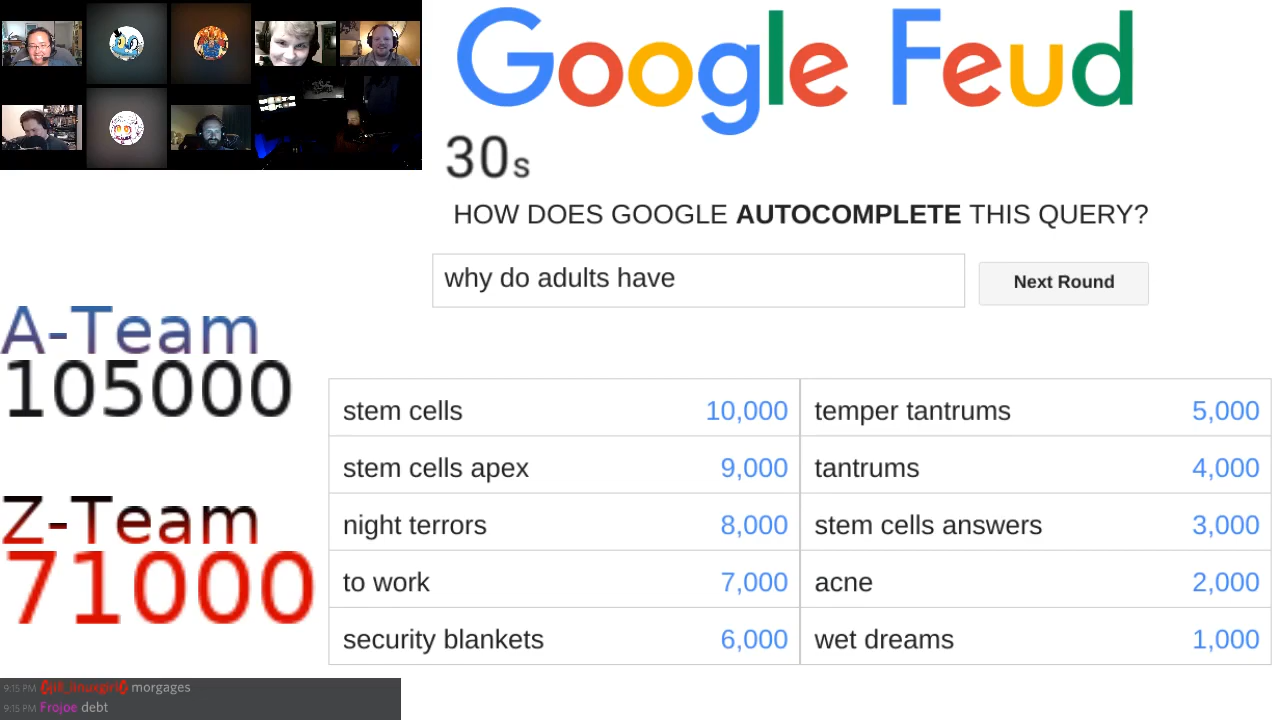 Google Feud
30s
HOW DOES GOOGLE AUTOCOMPLETE THIS QUERY?
why do adults have
Next Round
A-Team
105000
Z-Team
71000
stem cells 10,000
stem cells apex 9,000
night terrors 8,000
to work 7,000
security blankets 6,000
temper tantrums 5,000
tantrums 4,000
stem cells answers 3,000
acne 2,000
wet dreams 1,000
9:15 PM morgages
9:15 PM Frojoe debt